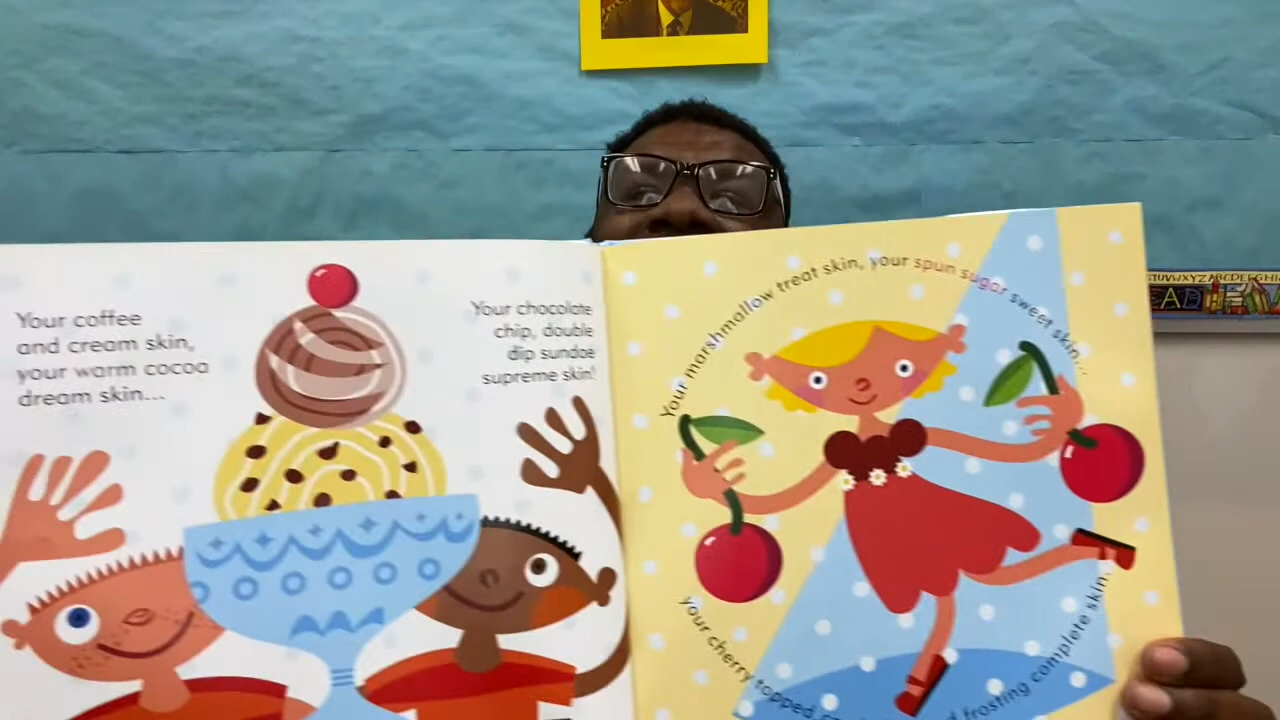 Your coffee
and cream skin,
your warm cocoa
dream skin...
Your chocolate
chip, double
dip sundae
supreme skin!
Your marshmallow treat skin, your spun sugar sweet skin...
your cherry topped, frosting complete skin.
EAD